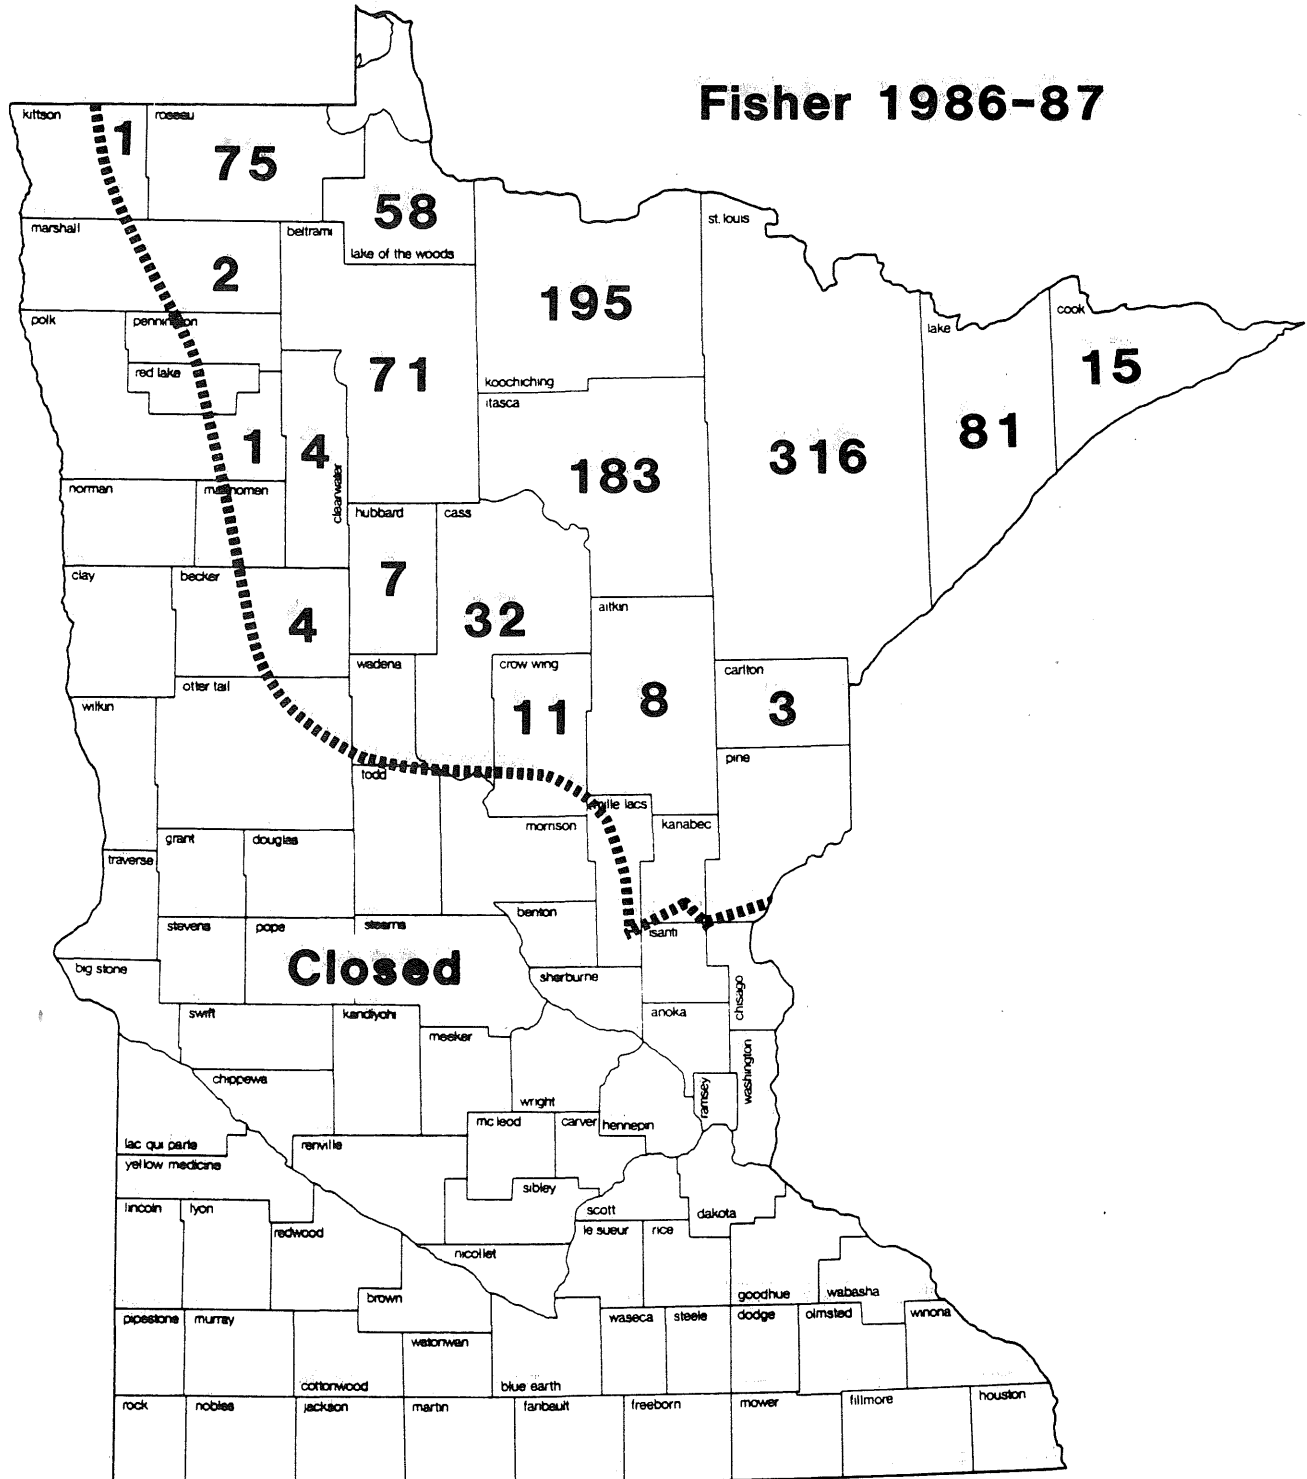 Fisher 1986-87
kittson
1
roseau
75
58
lake of the woods
marshall
2
beltrami
st. louis
195
koochiching
polk
pennington
red lake
71
lake
cook
15
itasca
1
4
clearwater
183
316
81
norman
mahnomen
hubbard
cass
7
32
clay
becker
4
aitkin
8
wadena
crow wing
11
carlton
3
otter tail
wilkin
pine
todd
mille lacs
morrison
kanabec
grant
douglas
traverse
stevens
pope
stearns
benton
isanti
Closed
big stone
sherburne
chisago
swift
kandiyohi
anoka
meeker
washington
chippewa
ramsey
wright
mc leod
carver
hennepin
lac qui parle
renville
yellow medicine
sibley
lincoln
lyon
scott
dakota
redwood
le sueur
rice
nicollet
brown
goodhue
wabasha
pipestone
murray
waseca
steele
dodge
olmsted
winona
watonwan
cottonwood
blue earth
rock
nobles
jackson
martin
faribault
freeborn
mower
fillmore
houston